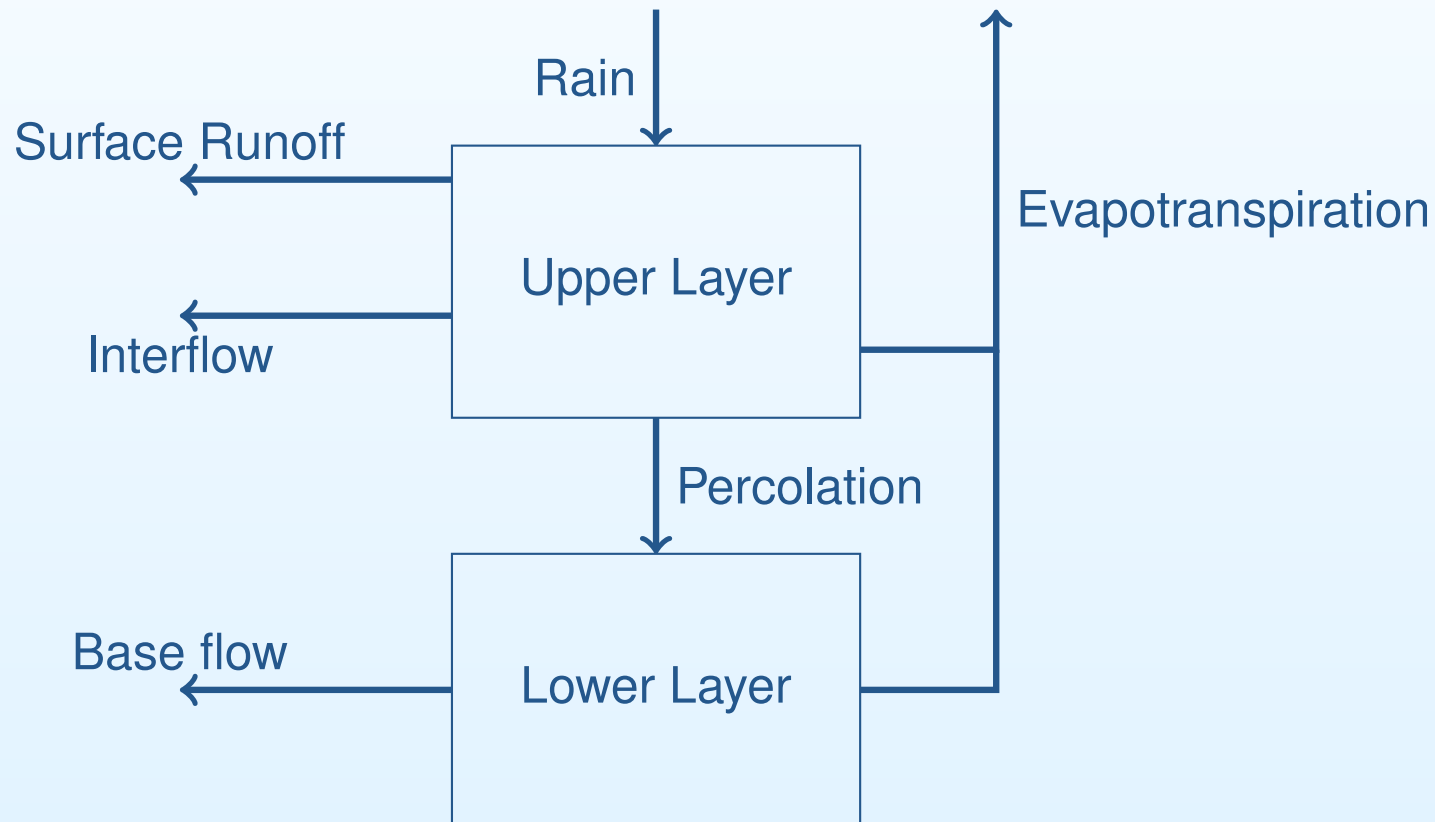 Rain
Surface Runoff
Evapotranspiration
Upper Layer
Interflow
Percolation
Base flow
Lower Layer